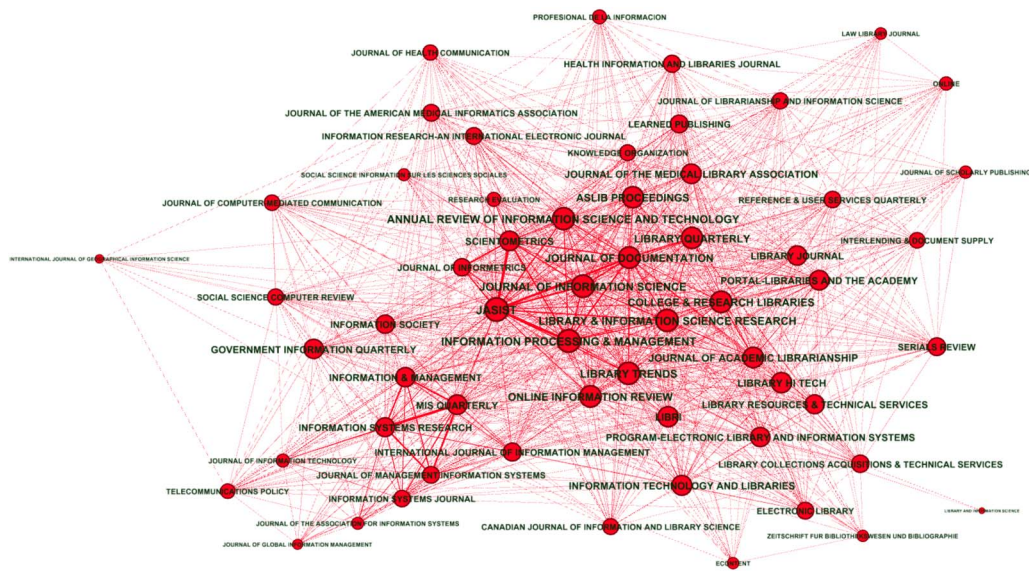 PROFESIONAL DE LA INFORMACION
LAW LIBRARY JOURNAL
JOURNAL OF HEALTH COMMUNICATION
HEALTH INFORMATION AND LIBRARIES JOURNAL
ONLINE
JOURNAL OF LIBRARIANSHIP AND INFORMATION SCIENCE
JOURNAL OF THE AMERICAN MEDICAL INFORMATICS ASSOCIATION
LEARNED PUBLISHING
INFORMATION RESEARCH-AN INTERNATIONAL ELECTRONIC JOURNAL
KNOWLEDGE ORGANIZATION
SOCIAL SCIENCE INFORMATION SUR LES SCIENCES SOCIALES
JOURNAL OF THE MEDICAL LIBRARY ASSOCIATION
JOURNAL OF SCHOLARLY PUBLISHING
RESEARCH EVALUATION
ASLIB PROCEEDINGS
REFERENCE & USER SERVICES QUARTERLY
JOURNAL OF COMPUTER-MEDIATED COMMUNICATION
ANNUAL REVIEW OF INFORMATION SCIENCE AND TECHNOLOGY
SCIENTOMETRICS
LIBRARY QUARTERLY
INTERLENDING & DOCUMENT SUPPLY
LIBRARY JOURNAL
INTERNATIONAL JOURNAL OF GEOGRAPHICAL INFORMATION SCIENCE
JOURNAL OF DOCUMENTATION
JOURNAL OF INFORMETRICS
PORTAL-LIBRARIES AND THE ACADEMY
JOURNAL OF INFORMATION SCIENCE
SOCIAL SCIENCE COMPUTER REVIEW
COLLEGE & RESEARCH LIBRARIES
JASIST
LIBRARY & INFORMATION SCIENCE RESEARCH
INFORMATION SOCIETY
INFORMATION PROCESSING & MANAGEMENT
SERIALS REVIEW
GOVERNMENT INFORMATION QUARTERLY
JOURNAL OF ACADEMIC LIBRARIANSHIP
LIBRARY TRENDS
INFORMATION & MANAGEMENT
LIBRARY HI TECH
ONLINE INFORMATION REVIEW
MIS QUARTERLY
LIBRARY RESOURCES & TECHNICAL SERVICES
LIBRI
INFORMATION SYSTEMS RESEARCH
PROGRAM-ELECTRONIC LIBRARY AND INFORMATION SYSTEMS
INTERNATIONAL JOURNAL OF INFORMATION MANAGEMENT
JOURNAL OF INFORMATION TECHNOLOGY
LIBRARY COLLECTIONS ACQUISITIONS & TECHNICAL SERVICES
JOURNAL OF MANAGEMENT INFORMATION SYSTEMS
INFORMATION TECHNOLOGY AND LIBRARIES
TELECOMMUNICATIONS POLICY
INFORMATION SYSTEMS JOURNAL
ELECTRONIC LIBRARY
LIBRARY AND INFORMATION SCIENCE
JOURNAL OF THE ASSOCIATION FOR INFORMATION SYSTEMS
CANADIAN JOURNAL OF INFORMATION AND LIBRARY SCIENCE
ZEITSCHRIFT FUR BIBLIOTHEKSWESEN UND BIBLIOGRAPHIE
JOURNAL OF GLOBAL INFORMATION MANAGEMENT
ECONTENT